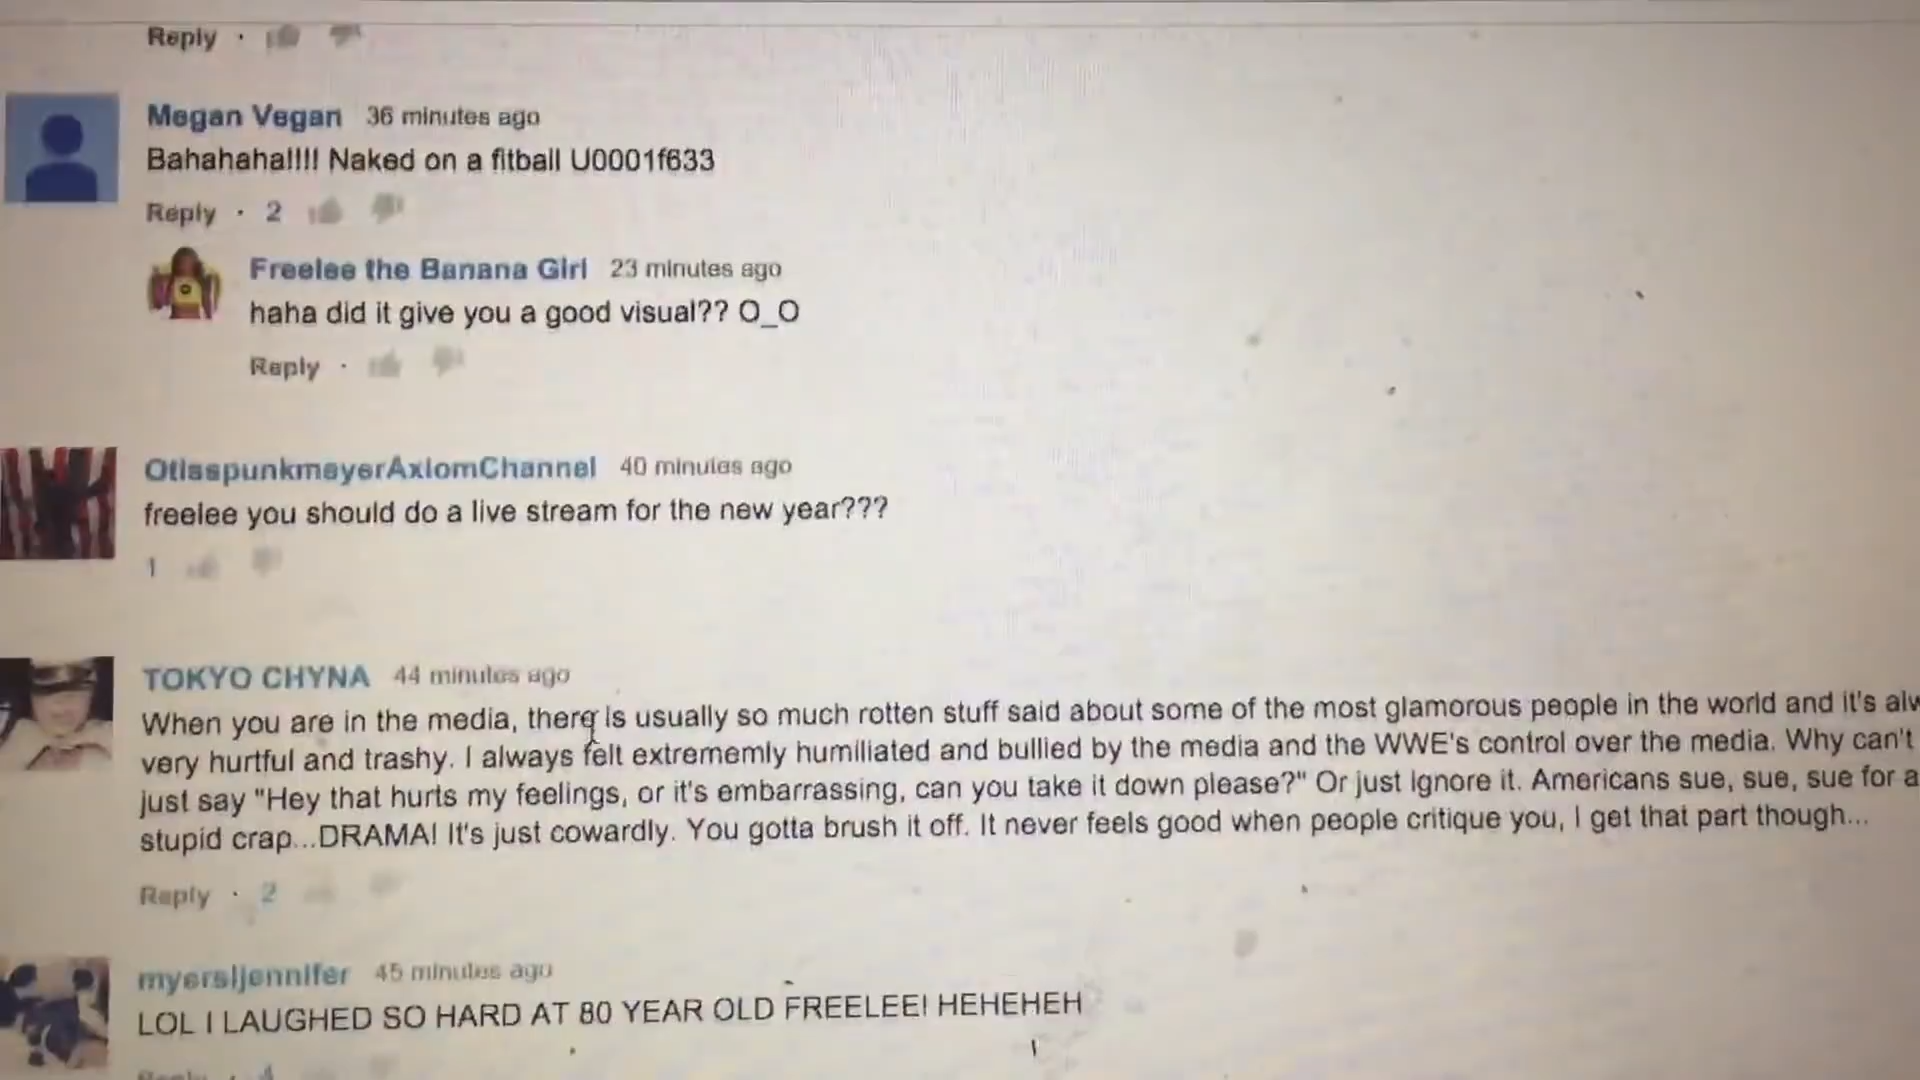 Reply ·
Megan Vegan 36 minutes ago
Bahahaha!!!! Naked on a fitball U0001f633
Reply · 2
Freelee the Banana Girl 23 minutes ago
haha did it give you a good visual?? O_O
Reply ·
OtisspunkmeyerAxiomChannel 40 minutes ago
freelee you should do a live stream for the new year???
1
TOKYO CHYNA 44 minutes ago
When you are in the media, there is usually so much rotten stuff said about some of the most glamorous people in the world and it's alw
very hurtful and trashy. I always felt extrememly humiliated and bullied by the media and the WWE's control over the media. Why can't
just say "Hey that hurts my feelings, or it's embarrassing, can you take it down please?" Or just ignore it. Americans sue, sue, sue for a
stupid crap...DRAMA! It's just cowardly. You gotta brush it off. It never feels good when people critique you, I get that part though...
Reply · 2
myersljennifer 45 minutes ago
LOL I LAUGHED SO HARD AT 80 YEAR OLD FREELEE! HEHEHEH
Reply · 4